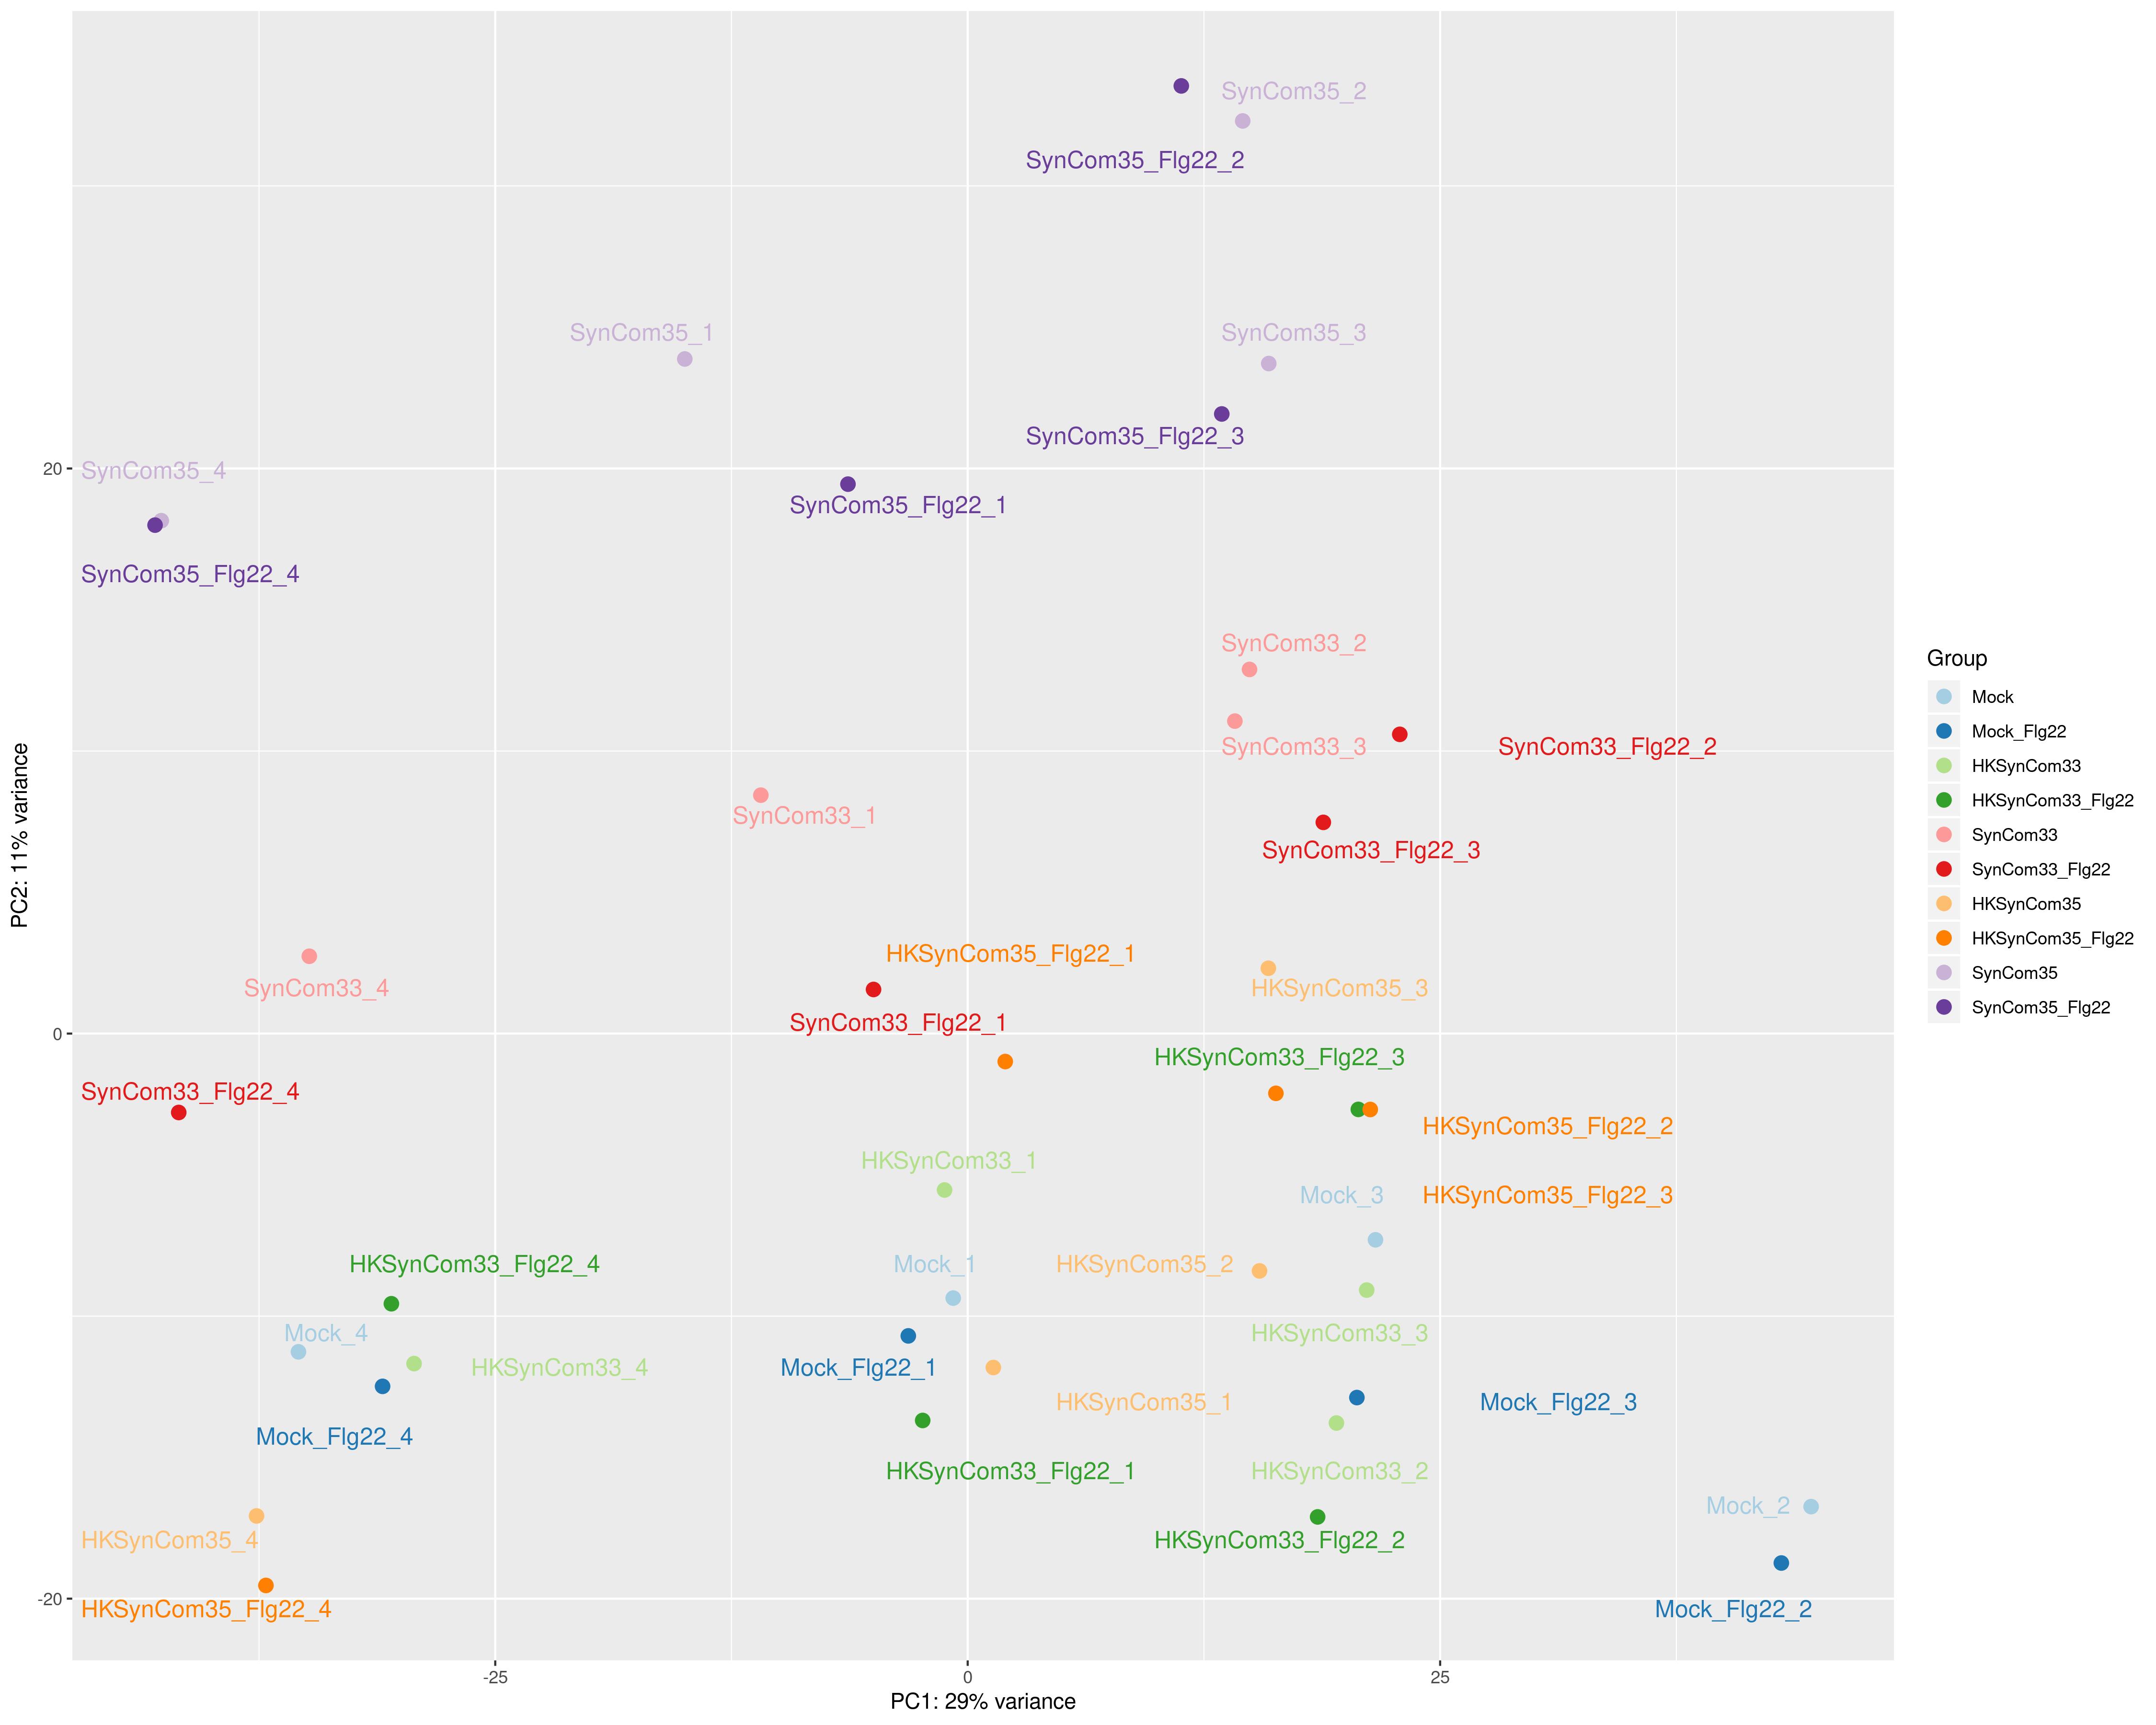 SynCom35_2
SynCom35_Flg22_2
SynCom35_1
SynCom35_3
SynCom35_Flg22_3
20
SynCom35_4
SynCom35_Flg22_1
SynCom35_Flg22_4
SynCom33_2
SynCom33_3
SynCom33_Flg22_2
SynCom33_1
SynCom33_Flg22_3
HKSynCom35_Flg22_1
SynCom33_4
HKSynCom35_3
SynCom33_Flg22_1
0
HKSynCom33_Flg22_3
SynCom33_Flg22_4
HKSynCom35_Flg22_2
HKSynCom33_1
Mock_3
HKSynCom35_Flg22_3
HKSynCom33_Flg22_4
Mock_1
HKSynCom35_2
Mock_4
HKSynCom33_3
HKSynCom33_4
Mock_Flg22_1
HKSynCom35_1
Mock_Flg22_3
Mock_Flg22_4
HKSynCom33_Flg22_1
HKSynCom33_2
Mock_2
HKSynCom35_4
HKSynCom33_Flg22_2
-20
HKSynCom35_Flg22_4
Mock_Flg22_2
-25
0
25
PC1: 29% variance
PC2: 11% variance
Group
Mock
Mock_Flg22
HKSynCom33
HKSynCom33_Flg22
SynCom33
SynCom33_Flg22
HKSynCom35
HKSynCom35_Flg22
SynCom35
SynCom35_Flg22